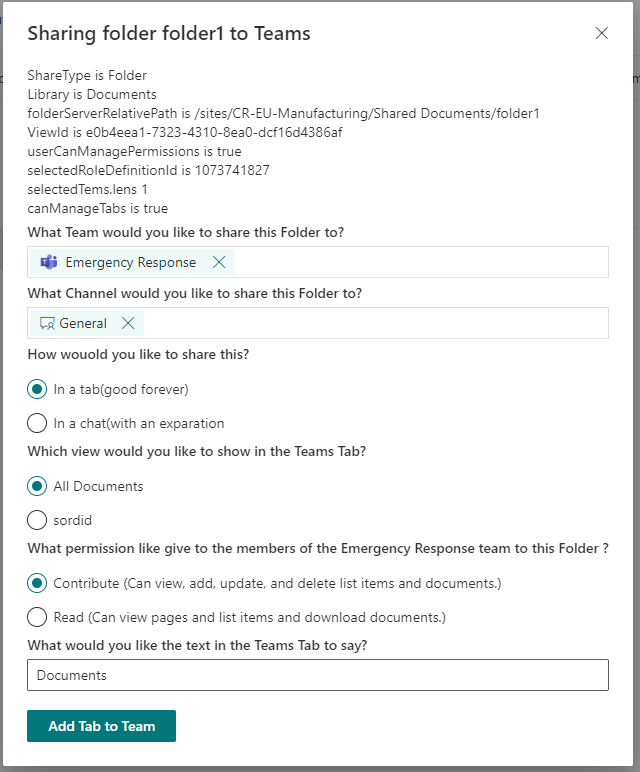 Sharing folder folder1 to Teams
ShareType is Folder
Library is Documents
folderServerRelativePath is /sites/CR-EU-Manufacturing/Shared Documents/folder1
ViewId is e0b4eea1-7323-4310-8ea0-dcf16d4386af
userCanManagePermissions is true
selectedRoleDefinitionId is 1073741827
selectedTems.lens 1
canManageTabs is true
What Team would you like to share this Folder to?
Emergency Response
What Channel would you like to share this Folder to?
General
How wouold you like to share this?
In a tab(good forever)
In a chat(with an exparation
Which view would you like to show in the Teams Tab?
All Documents
sordid
What permission like give to the members of the Emergency Response team to this Folder ?
Contribute (Can view, add, update, and delete list items and documents.)
Read (Can view pages and list items and download documents.)
What would you like the text in the Teams Tab to say?
Documents
Add Tab to Team